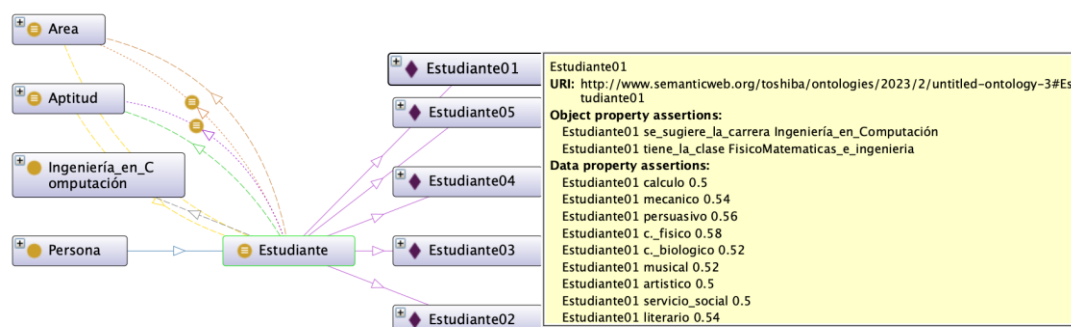 Area
Aptitud
Ingeniería_en_C
omputación
Persona
Estudiante
Estudiante01
Estudiante05
Estudiante04
Estudiante03
Estudiante02
Estudiante01
URI: http://www.semanticweb.org/toshiba/ontologies/2023/2/untitled-ontology-3#Es
tudiante01
Object property assertions:
Estudiante01 se_sugiere_la_carrera Ingeniería_en_Computación
Estudiante01 tiene_la_clase FisicoMatematicas_e_ingenieria
Data property assertions:
Estudiante01 calculo 0.5
Estudiante01 mecanico 0.54
Estudiante01 persuasivo 0.56
Estudiante01 c._fisico 0.58
Estudiante01 c._biologico 0.52
Estudiante01 musical 0.52
Estudiante01 artistico 0.5
Estudiante01 servicio_social 0.5
Estudiante01 literario 0.54